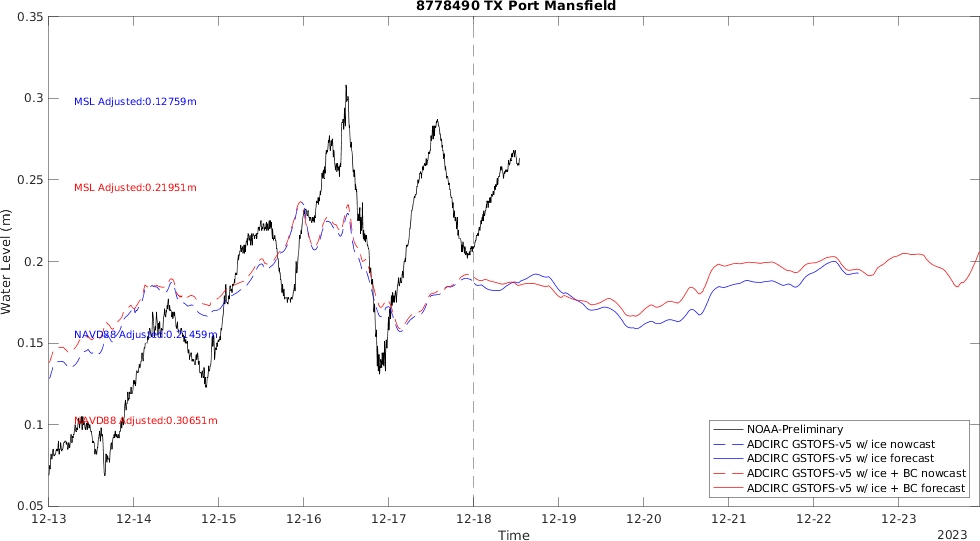 8778490 TX Port Mansfield
0.35
0.3
0.25
0.2
0.15
0.1
0.05
Water Level (m)
MSL Adjusted:0.12759m
MSL Adjusted:0.21951m
NAVD88 Adjusted:0.21459m
NAVD88 Adjusted:0.30651m
NOAA-Preliminary
ADCIRC GSTOFS-v5 w/ ice nowcast
ADCIRC GSTOFS-v5 w/ ice forecast
ADCIRC GSTOFS-v5 w/ ice + BC nowcast
ADCIRC GSTOFS-v5 w/ ice + BC forecast
12-13 12-14 12-15 12-16 12-17 12-18 12-19 12-20 12-21 12-22 12-23
Time
2023